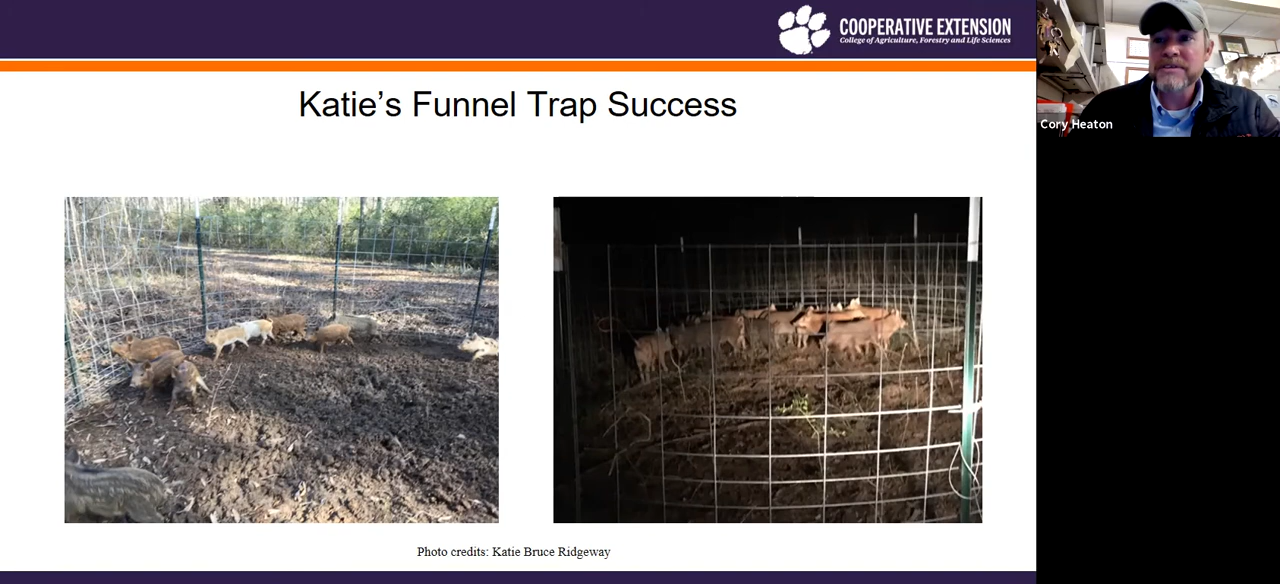 COOPERATIVE EXTENSION
College of Agriculture, Forestry and Life Sciences
Cory Heaton
Katie's Funnel Trap Success
Photo credits: Katie Bruce Ridgeway